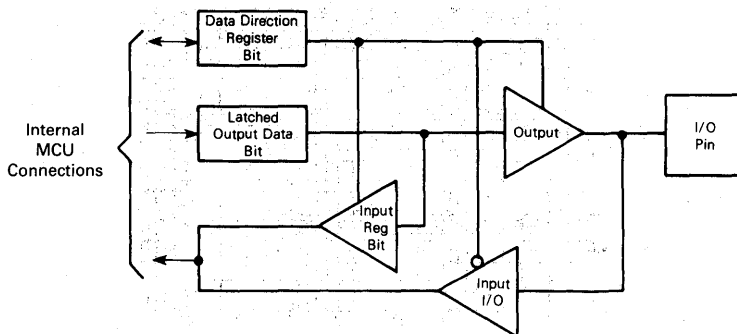 Data Direction
Register
Bit
Latched
Output Data
Bit
Internal
MCU
Connections
Output
I/O
Pin
Input
Reg
Bit
Input
I/O